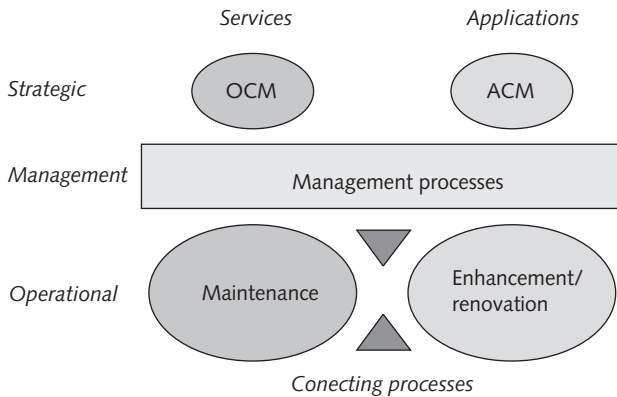 Services Applications
Strategic OCM ACM
Management Management processes
Operational Maintenance Enhancement/
renovation
Conecting processes